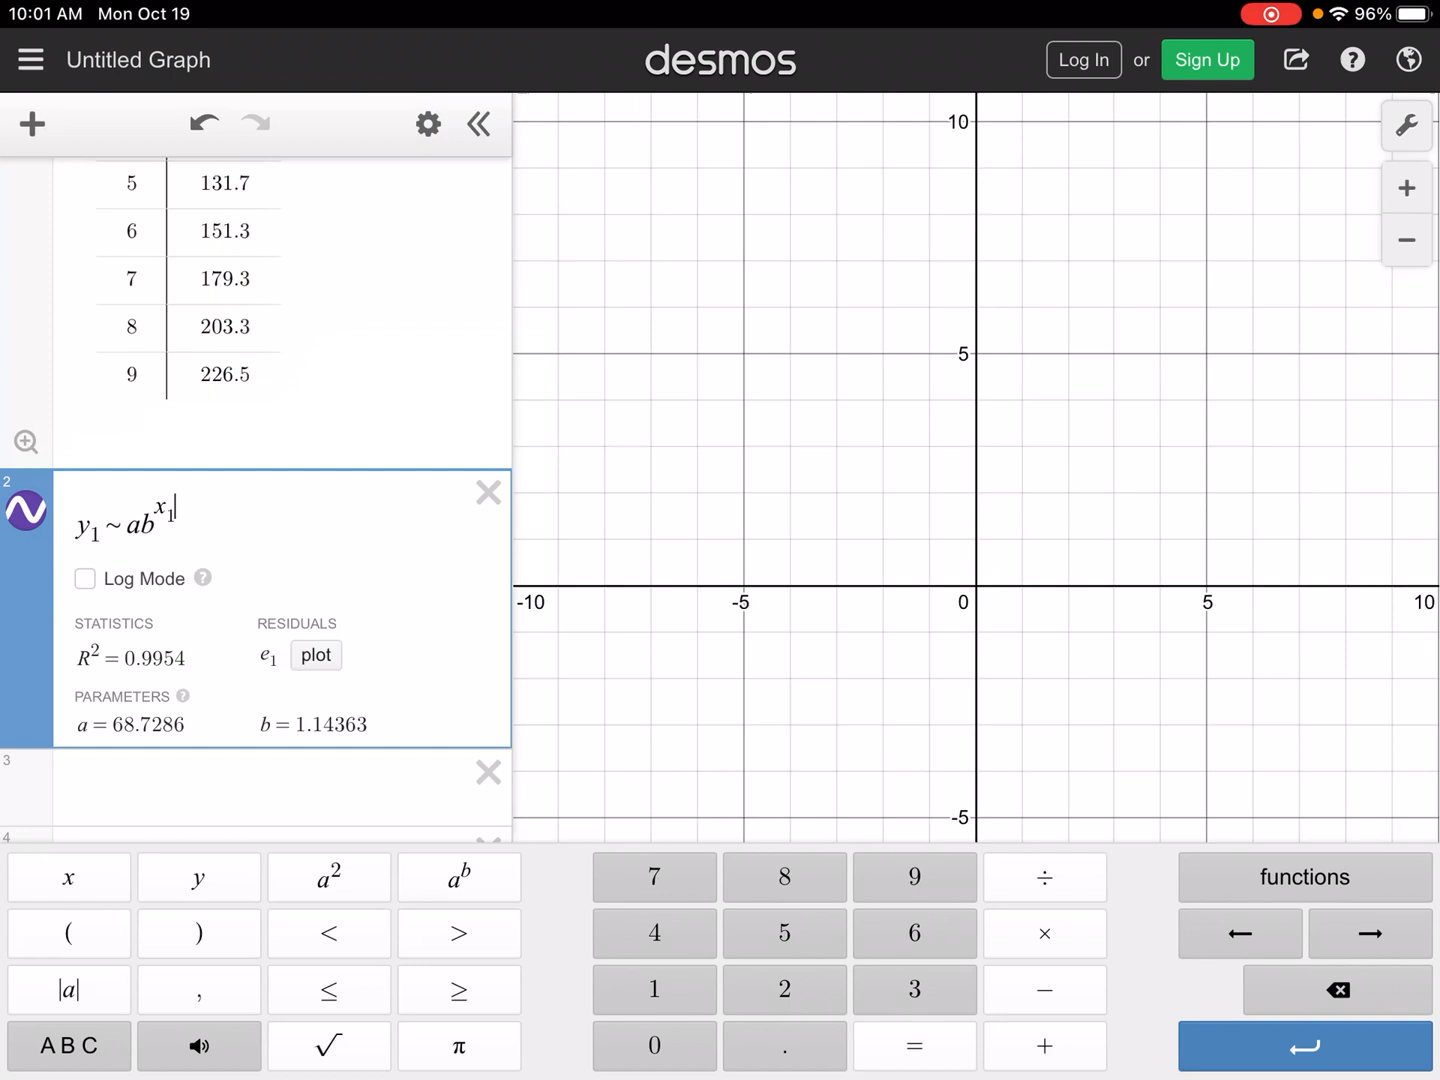 10:01 AM Mon Oct 19
96%
Untitled Graph
desmos
Log In or Sign Up
5 131.7
6 151.3
7 179.3
8 203.3
9 226.5
2
y₁ ~ ab^x₁
Log Mode
STATISTICS RESIDUALS
R² = 0.9954 e₁ plot
PARAMETERS
a = 68.7286 b = 1.14363
3
4
10
5
-10 -5 0 5 10
-5
x y a² a^b 7 8 9 ÷ functions
( ) < > 4 5 6 × ← →
|a| , ≤ ≥ 1 2 3 −
A B C √ π 0 . = +